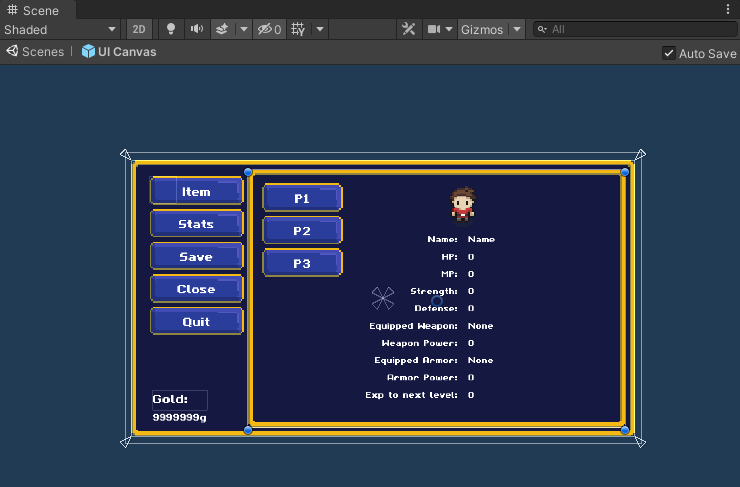 Scene
Shaded 2D 0 Gizmos All
Scenes UI Canvas Auto Save
Item
Stats
Save
Close
Quit
Gold:
9999999g
P1
P2
P3
Name: Name
HP: 0
MP: 0
Strength: 0
Defense: 0
Equipped Weapon: None
Weapon Power: 0
Equipped Armor: None
Armor Power: 0
Exp to next level: 0